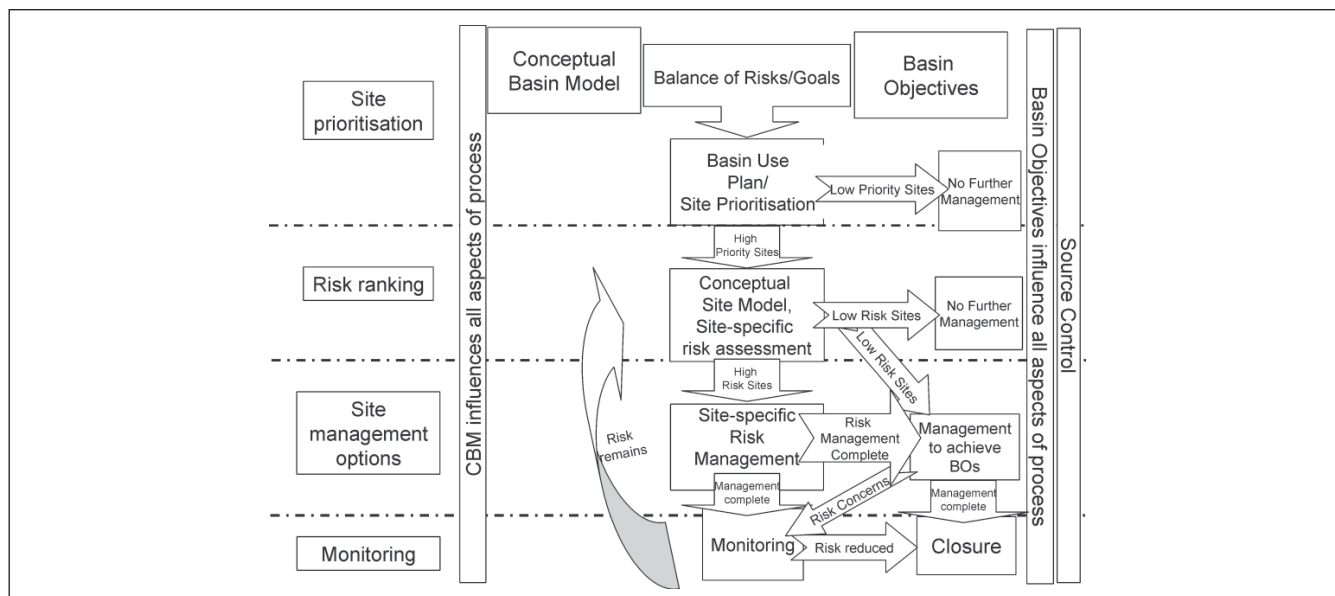 Conceptual
Basin Model
Balance of Risks/Goals
Basin
Objectives
Site
prioritisation
Basin Use
Plan/
Site Prioritisation
Low Priority Sites
No Further
Management
High
Priority Sites
Risk ranking
Conceptual
Site Model,
Site-specific
risk assessment
Low Risk Sites
No Further
Management
Low Risk Sites
High
Risk Sites
Site
management
options
Risk
remains
Site-specific
Risk
Management
Risk
Management
Complete
Management
to achieve
BOs
Management
complete
Risk Concerns
Management
complete
Monitoring
Monitoring
Risk reduced
Closure
CBM influences all aspects of process
Basin Objectives influence all aspects of process
Source Control